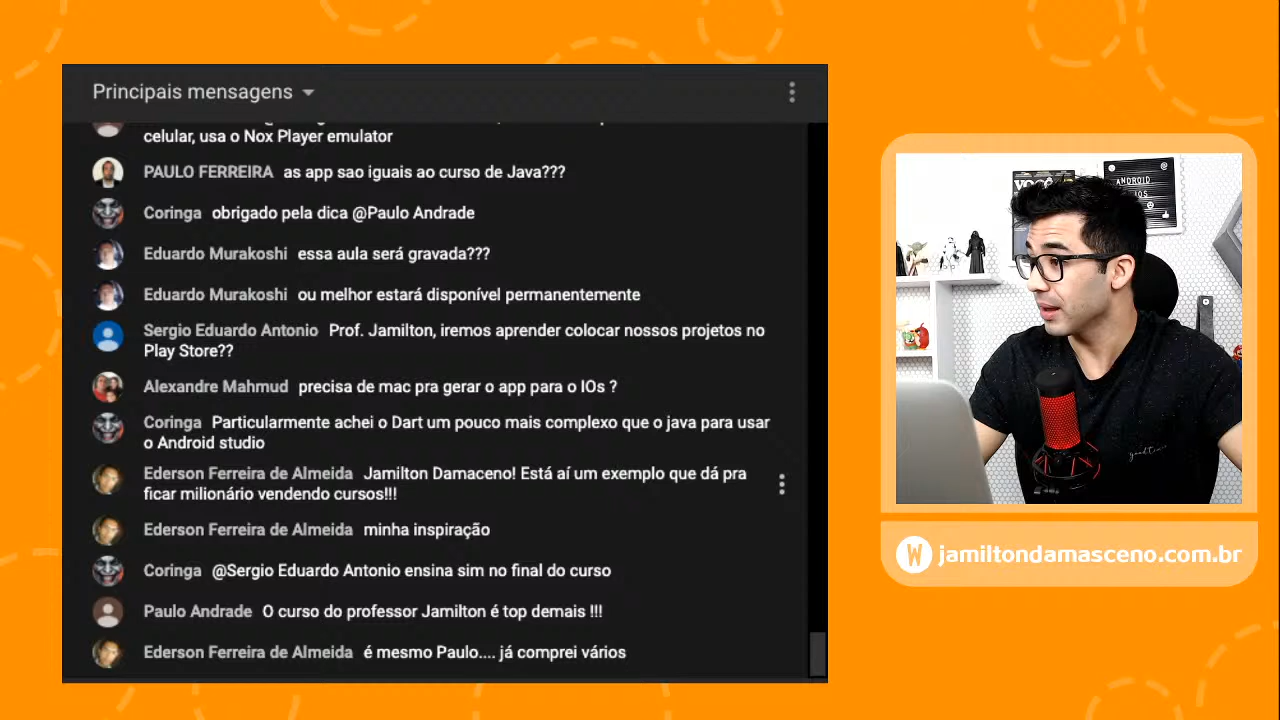 Principais mensagens
celular, usa o Nox Player emulator
PAULO FERREIRA as app sao iguais ao curso de Java???
Coringa obrigado pela dica @Paulo Andrade
Eduardo Murakoshi essa aula será gravada???
Eduardo Murakoshi ou melhor estará disponível permanentemente
Sergio Eduardo Antonio Prof. Jamilton, iremos aprender colocar nossos projetos no
Play Store??
Alexandre Mahmud precisa de mac pra gerar o app para o IOs ?
Coringa Particularmente achei o Dart um pouco mais complexo que o java para usar
o Android studio
Ederson Ferreira de Almeida Jamilton Damaceno! Está aí um exemplo que dá pra
ficar milionário vendendo cursos!!!
Ederson Ferreira de Almeida minha inspiração
Coringa @Sergio Eduardo Antonio ensina sim no final do curso
Paulo Andrade O curso do professor Jamilton é top demais !!!
Ederson Ferreira de Almeida é mesmo Paulo.... já comprei vários
VOCÊ
ANDROID
IOS
W jamiltondamasceno.com.br